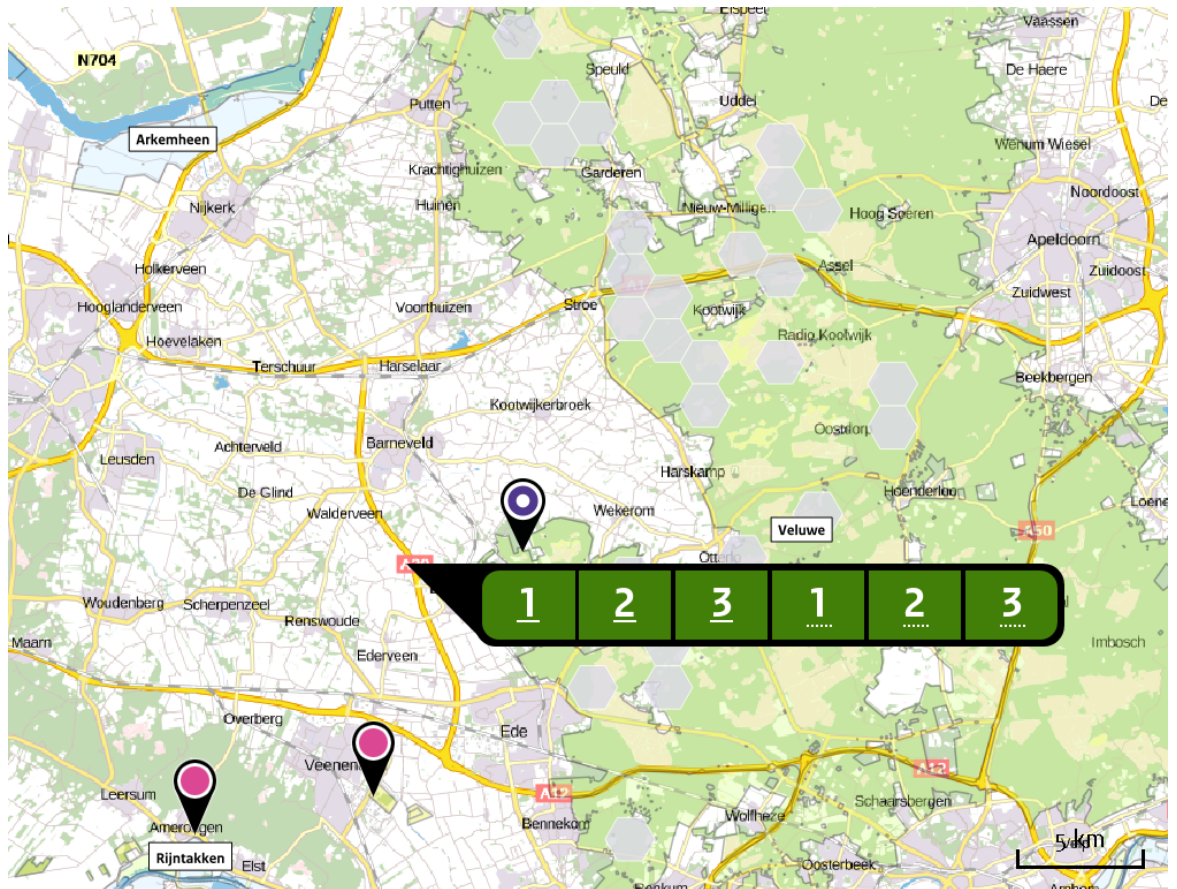 Elspeet
Vaassen
N704
Speuld
De Haere
Putten
Uddel
Arkemheen
Wenum Wiesel
Krachtighuizen
Garderen
Noordoost
Huinen
Nijkerk
Nieuw-Milligen
Hoog Soeren
Apeldoorn
Holkerveen
Assel
Zuidoost
A1
Zuidwest
Hooglanderveen
Voorthuizen
Stroe
Kootwijk
Hoevelaken
Radio Kootwijk
Terschuur
Harselaar
Beekbergen
Kootwijkerbroek
Oostdorp
Achterveld
Barneveld
Leusden
Harskamp
De Glind
Hoenderloo
Walderveen
Wekerom
Veluwe
A50
Otterlo
Woudenberg
Scherpenzeel
1 2 3 1 2 3
Renswoude
Maarn
Imbosch
Ederveen
Overberg
Ede
Leersum
A12
A12
Schaarsbergen
Amerongen
Bennekom
Wolfheze
5 km
Rijntakken
Elst
Oosterbeek